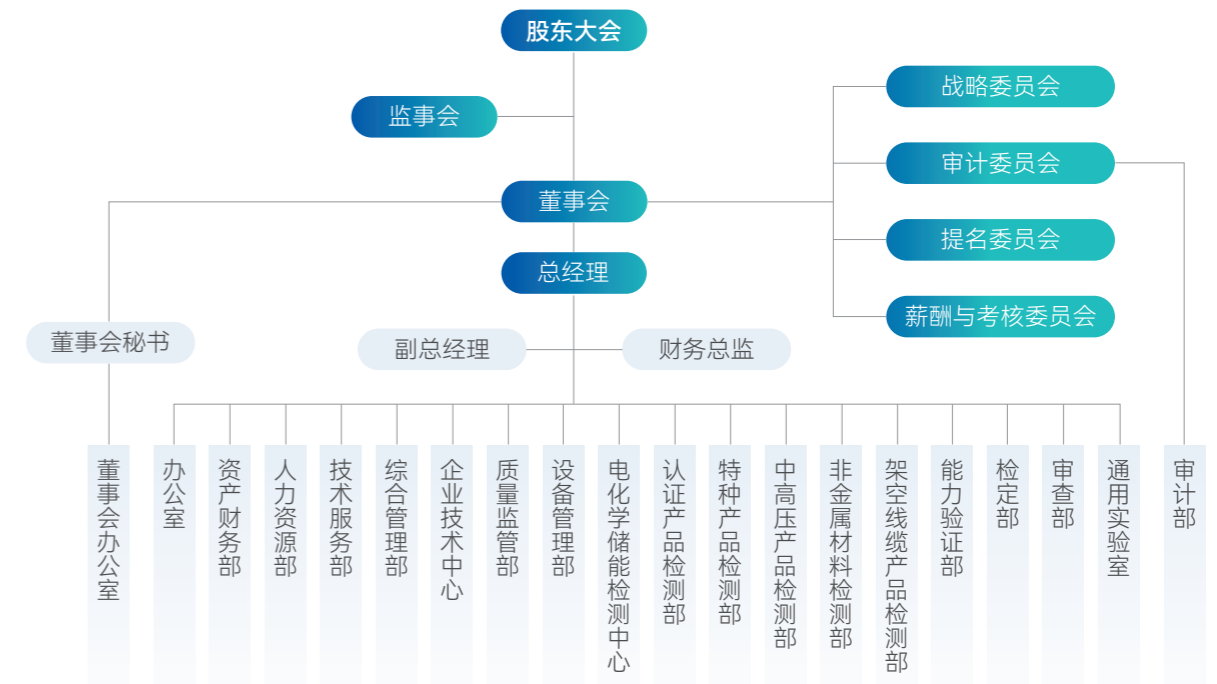 股东大会
监事会
战略委员会
审计委员会
董事会
提名委员会
总经理
薪酬与考核委员会
董事会秘书
副总经理
财务总监
董事会办公室
办公室
资产财务部
人力资源部
技术服务部
综合管理部
企业技术中心
质量监管部
设备管理部
电化学储能检测中心
认证产品检测部
特种产品检测部
中高压产品检测部
非金属材料检测部
架空线缆产品检测部
能力验证部
检定部
审查部
通用实验室
审计部